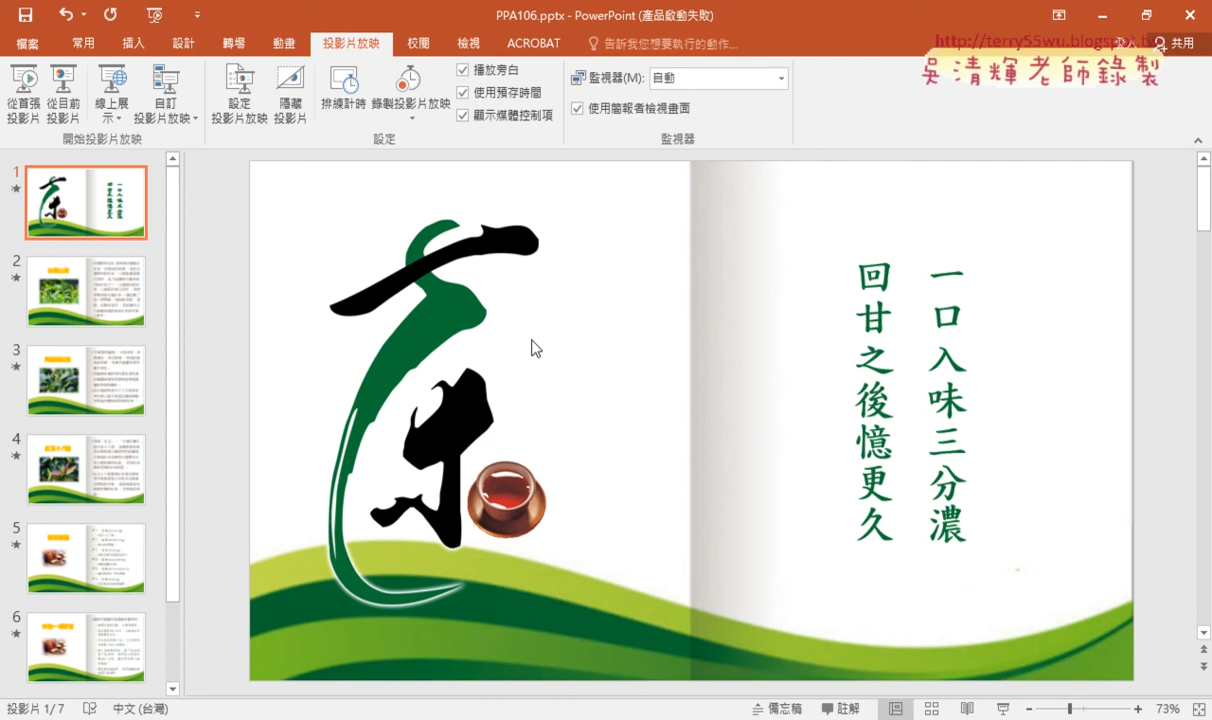 PPA106.pptx - PowerPoint (產品啟動失敗)
檔案 常用 插入 設計 轉場 動畫 投影片放映 校閱 檢視 ACROBAT 告訴我您想要執行的動作... 登入 共用
http://terry55wu.blogspot.tw
吳清輝老師錄製
從首張
投影片
從目前
投影片
線上展
示
自訂
投影片放映
設定
投影片放映
隱藏
投影片
排練計時
錄製投影片放映
播放旁白
使用預存時間
顯示媒體控制項
監視器(M): 自動
使用簡報者檢視畫面
開始投影片放映 設定 監視器
1
2
3
4
5
6
茶
一口入味三分濃
回甘之後憶更久
投影片 1/7 中文 (台灣) 備忘稿 註解 73%